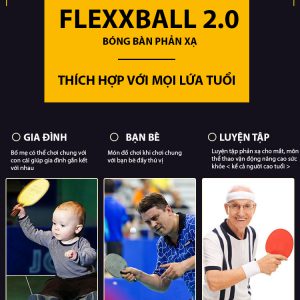 FLEXXBALL 2.0
BÓNG BÀN PHẢN XẠ
THÍCH HỢP VỚI MỌI LỨA TUỔI
GIA ĐÌNH
Bố mẹ có thể chơi chung với
con cái giúp gia đình gắn kết
với nhau
BẠN BÈ
Món đồ chơi khi chung
với bạn bè đầy thú vị
LUYỆN TẬP
Luyện tập phản xạ cho mắt, môn
thể thao vận động nâng cao sức
khỏe < kể cả người cao tuổi >